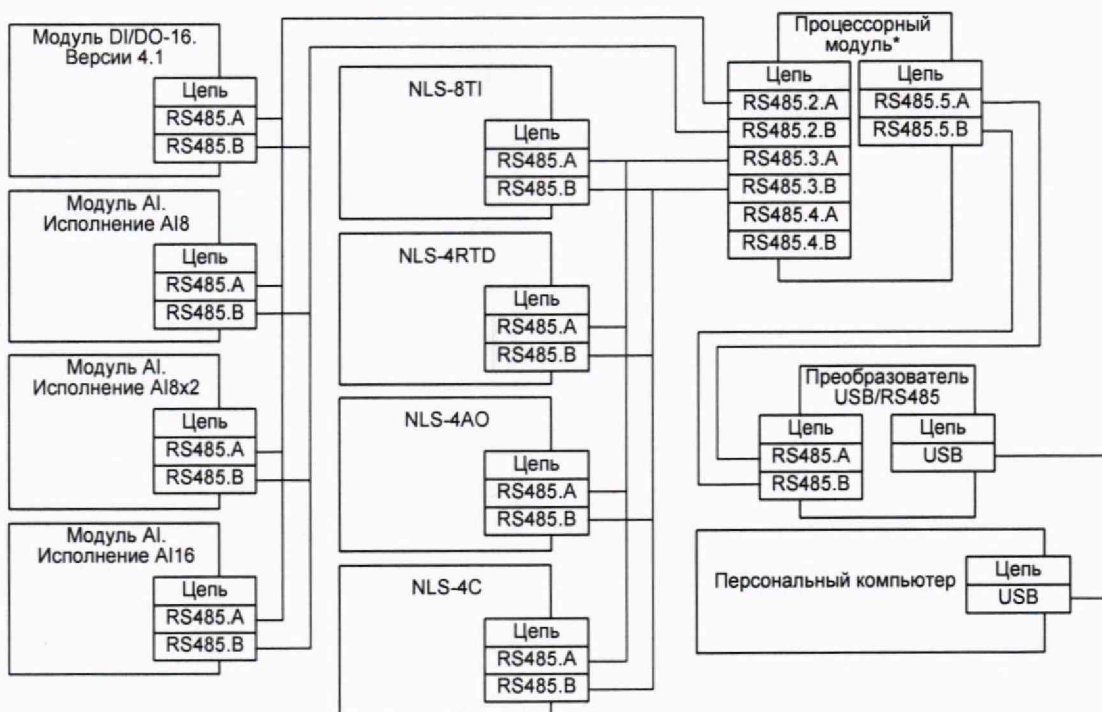 Модуль DI/DO-16.
Версии 4.1
Цепь
RS485.A
RS485.B
Модуль AI.
Исполнение AI8
Цепь
RS485.A
RS485.B
Модуль AI.
Исполнение AI8x2
Цепь
RS485.A
RS485.B
Модуль AI.
Исполнение AI16
Цепь
RS485.A
RS485.B
NLS-8TI
Цепь
RS485.A
RS485.B
NLS-4RTD
Цепь
RS485.A
RS485.B
NLS-4AO
Цепь
RS485.A
RS485.B
NLS-4C
Цепь
RS485.A
RS485.B
Процессорный
модуль*
Цепь
RS485.2.A
RS485.2.B
RS485.3.A
RS485.3.B
RS485.4.A
RS485.4.B
Цепь
RS485.5.A
RS485.5.B
Преобразователь
USB/RS485
Цепь
RS485.A
RS485.B
Цепь
USB
Персональный компьютер
Цепь
USB